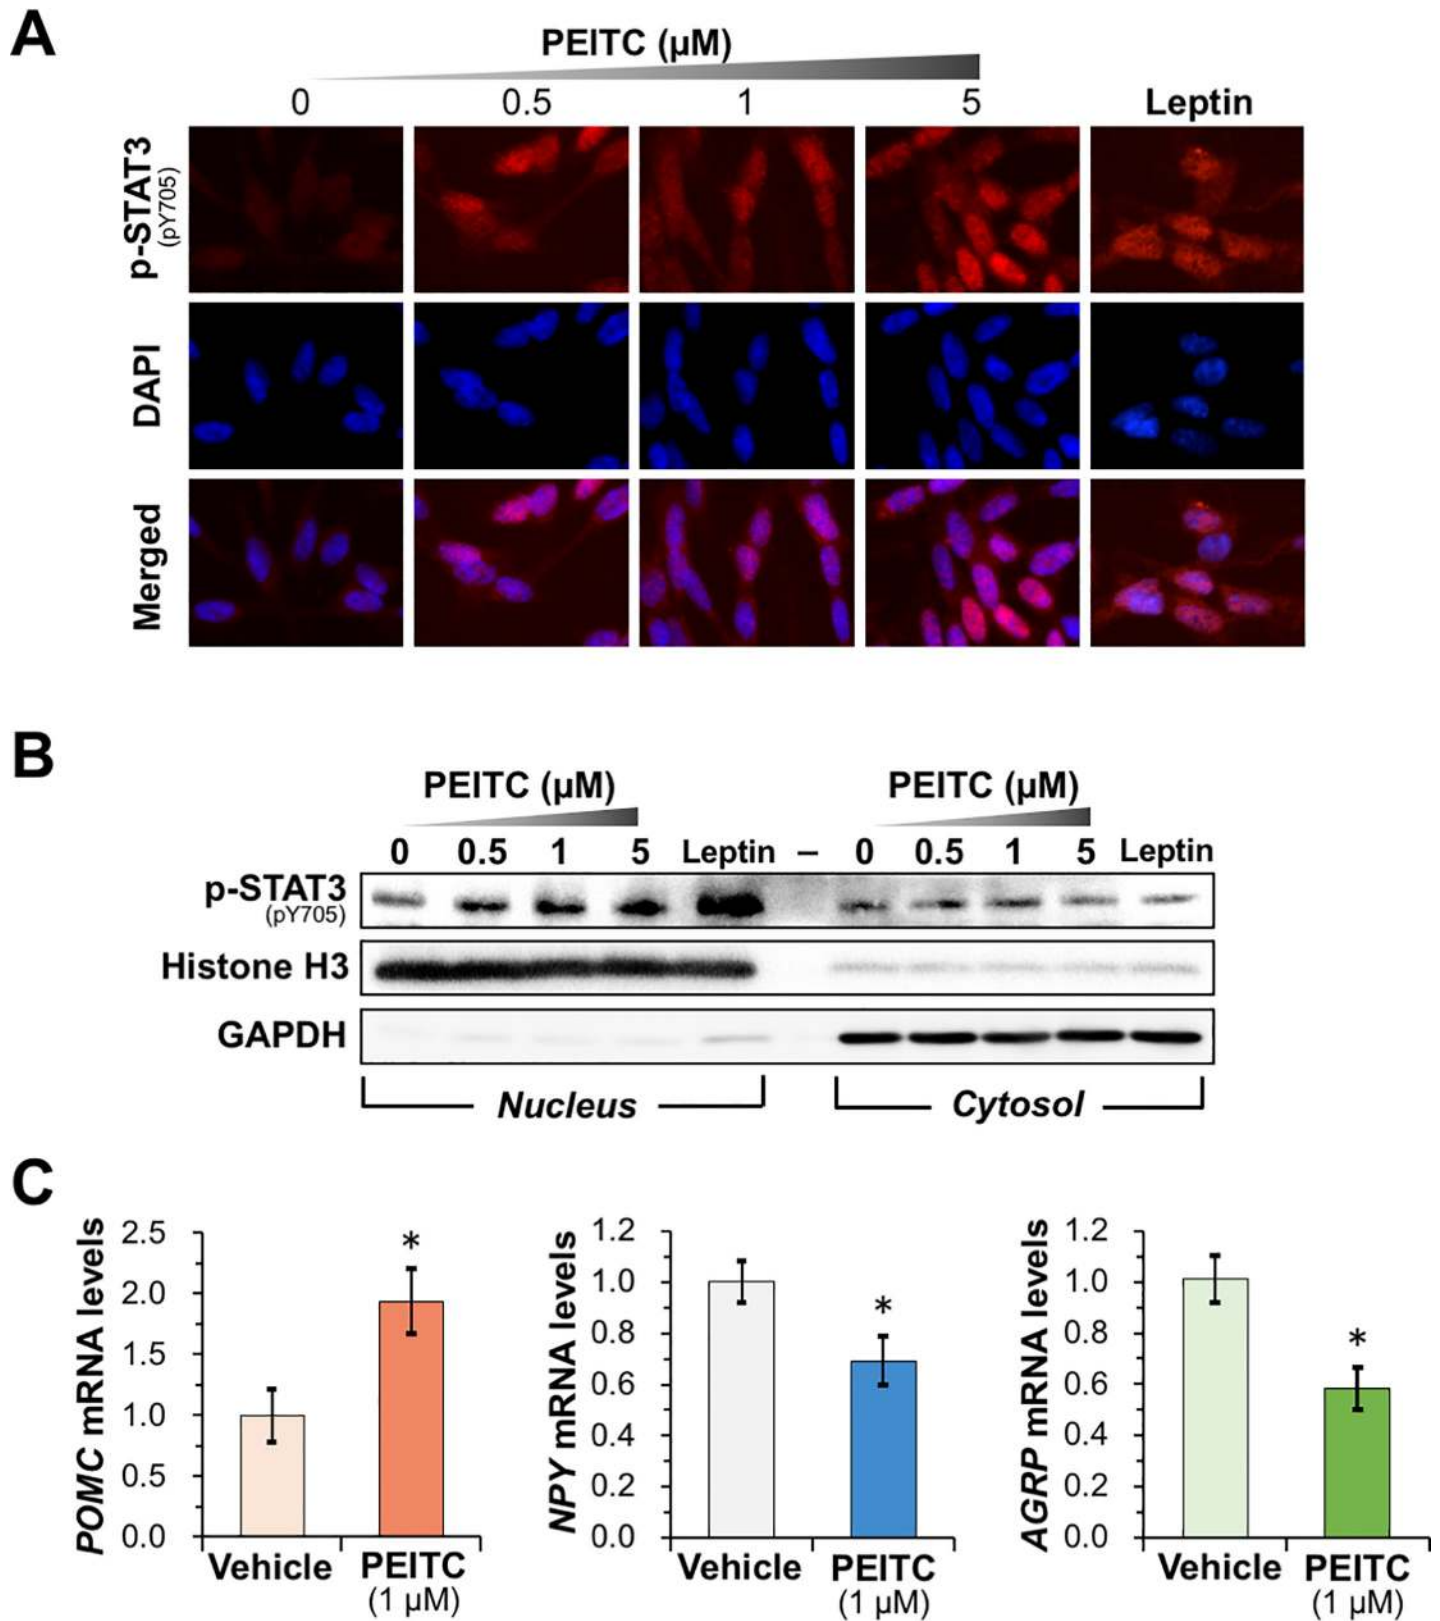 A
PEITC (μM)
0 0.5 1 5 Leptin
p-STAT3
(pY705)
DAPI
Merged
B
PEITC (μM) PEITC (μM)
0 0.5 1 5 Leptin – 0 0.5 1 5 Leptin
p-STAT3
(pY705)
Histone H3
GAPDH
Nucleus Cytosol
C
POMC mRNA levels
2.5
2.0
1.5
1.0
0.5
0.0
*
Vehicle PEITC
(1 μM)
NPY mRNA levels
1.2
1.0
0.8
0.6
0.4
0.2
0.0
*
Vehicle PEITC
(1 μM)
AGRP mRNA levels
1.2
1.0
0.8
0.6
0.4
0.2
0.0
*
Vehicle PEITC
(1 μM)